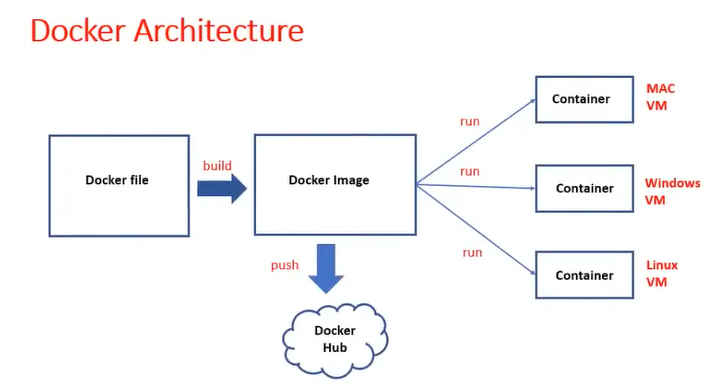 Docker Architecture
Docker file
build
Docker Image
push
Docker
Hub
run
Container
MAC
VM
run
Container
Windows
VM
run
Container
Linux
VM